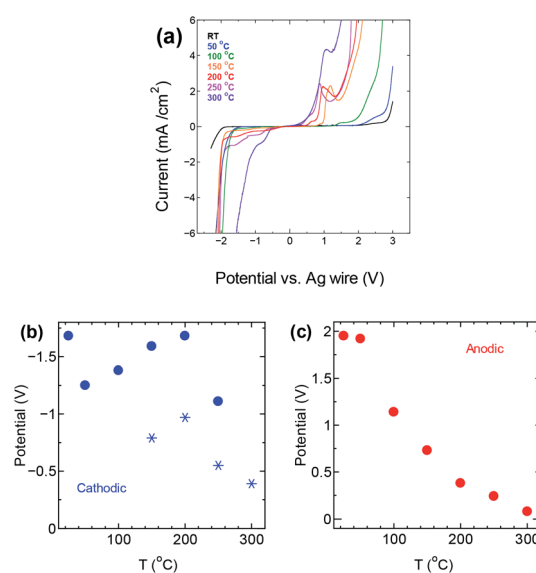 (a)
6
4
2
0
−2
−4
−6
RT
50 °C
100 °C
150 °C
200 °C
250 °C
300 °C
Current (mA /cm²)
−2 −1 0 1 2 3
Potential vs. Ag wire (V)
(b)
−1.5
−1
−0.5
0
Potential (V)
Cathodic
100 200 300
T (°C)
(c)
2
1.5
1
0.5
0
Potential (V)
Anodic
100 200 300
T (°C)